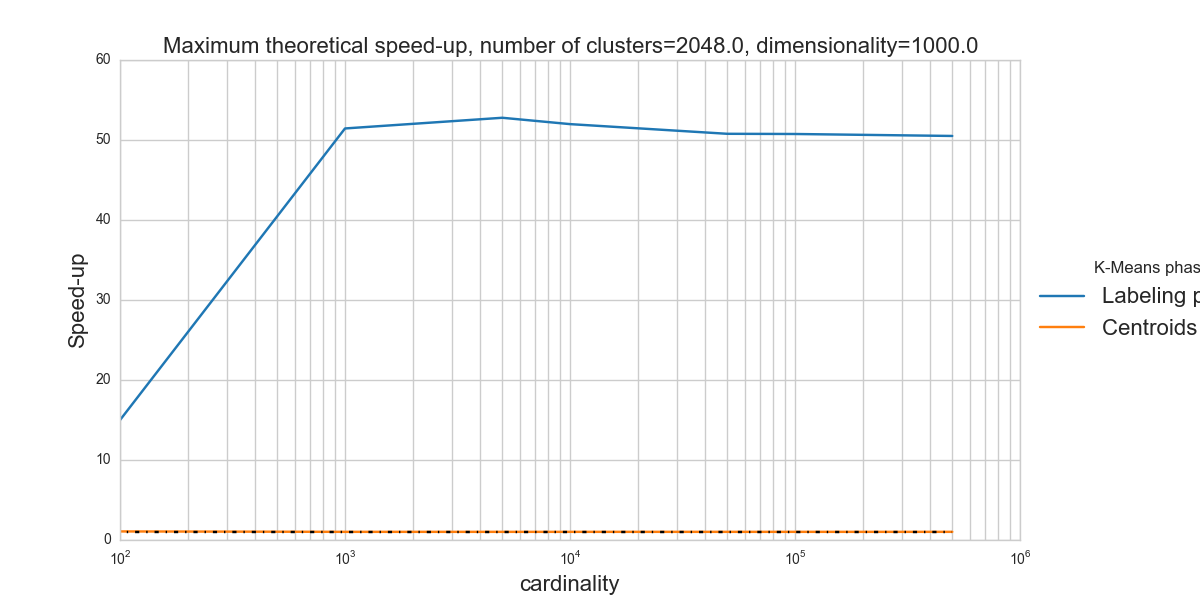 Maximum theoretical speed-up, number of clusters=2048.0, dimensionality=1000.0
60
50
40
30
20
10
0
Speed-up
10²
10³
10⁴
10⁵
10⁶
cardinality
K-Means phas
Labeling p
Centroids